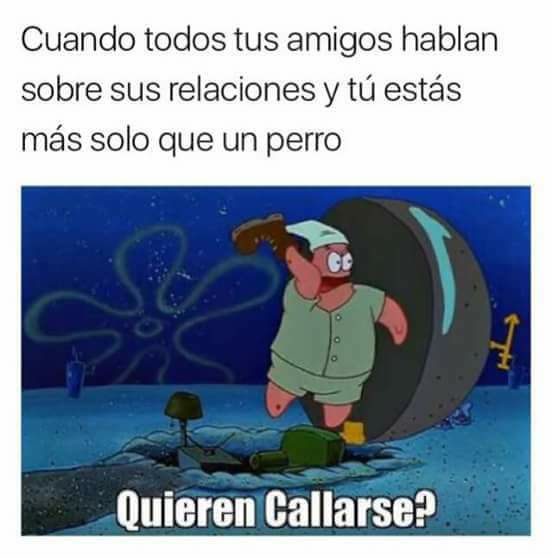 Cuando todos tus amigos hablan
sobre sus relaciones y tú estás
más solo que un perro
Quieren Callarse?